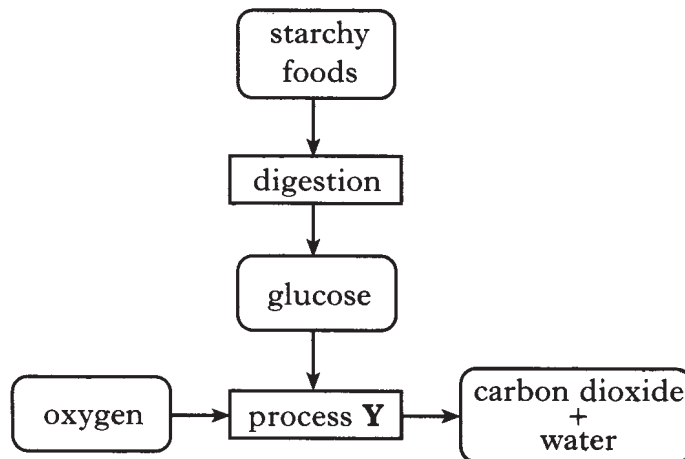 starchy
foods
digestion
glucose
oxygen
process Y
carbon dioxide
+
water